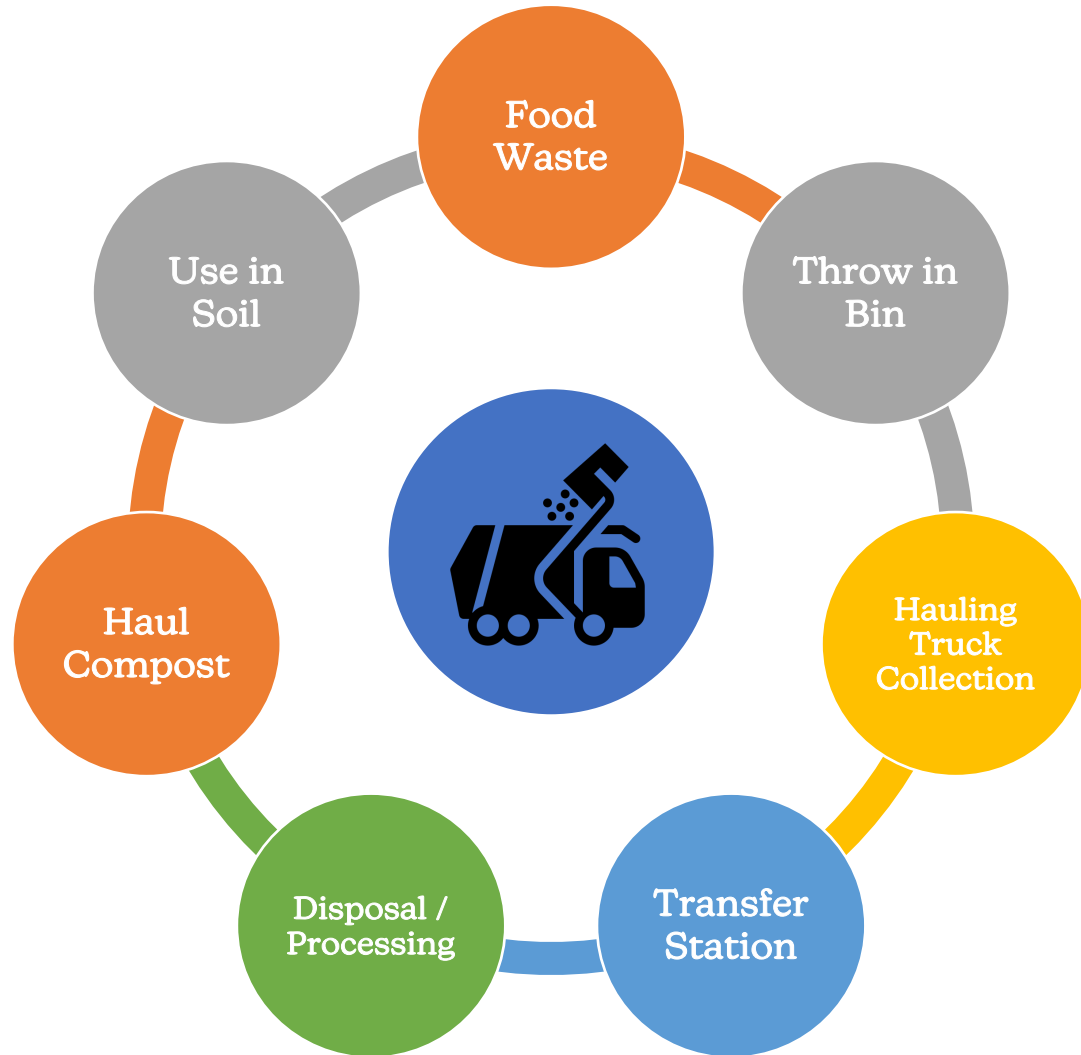 Food
Waste
Throw in
Bin
Hauling
Truck
Collection
Transfer
Station
Disposal /
Processing
Haul
Compost
Use in
Soil